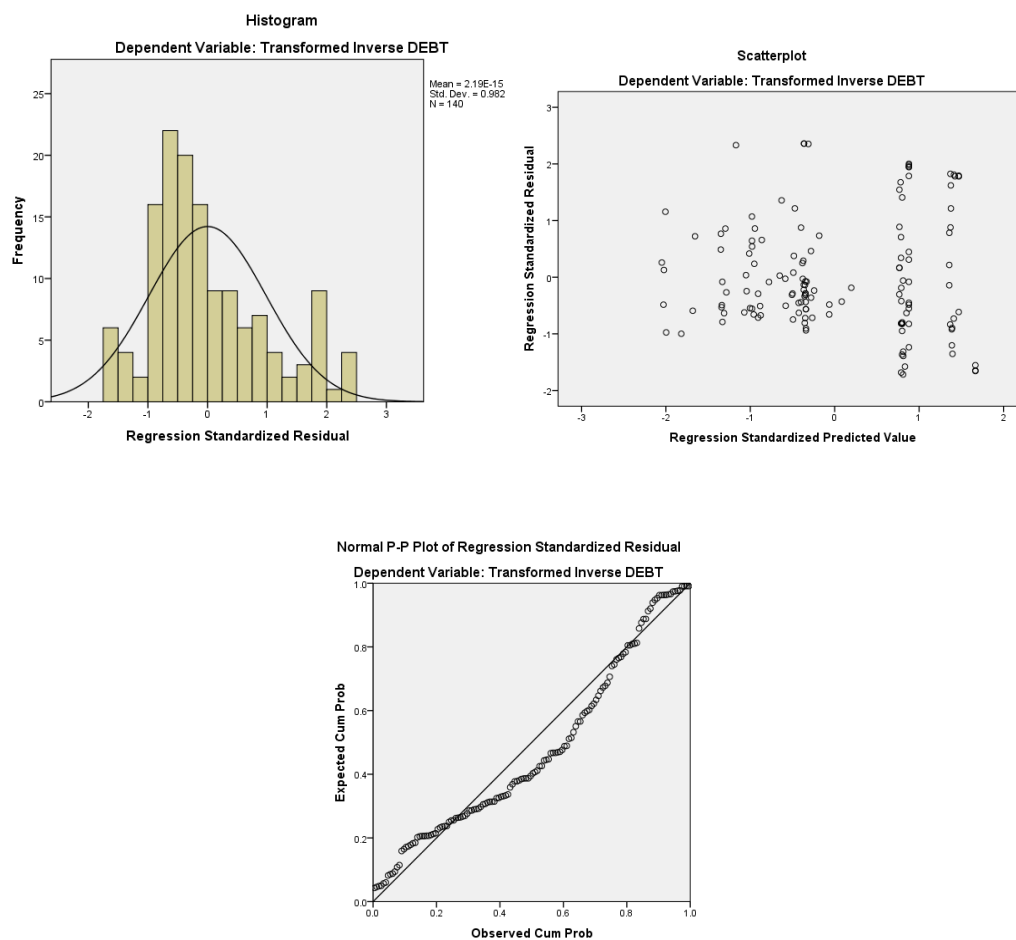 Histogram
Dependent Variable: Transformed Inverse DEBT
Mean = 2.19E-15
Std. Dev. = 0.982
N = 140
25
20
15
10
5
0
Frequency
-2
-1
0
1
2
3
Regression Standardized Residual
Scatterplot
Dependent Variable: Transformed Inverse DEBT
3
2
1
0
-1
-2
Regression Standardized Residual
-3
-2
-1
0
1
2
Regression Standardized Predicted Value
Normal P-P Plot of Regression Standardized Residual
Dependent Variable: Transformed Inverse DEBT
1.0
0.8
0.6
0.4
0.2
0.0
Expected Cum Prob
0.0
0.2
0.4
0.6
0.8
1.0
Observed Cum Prob